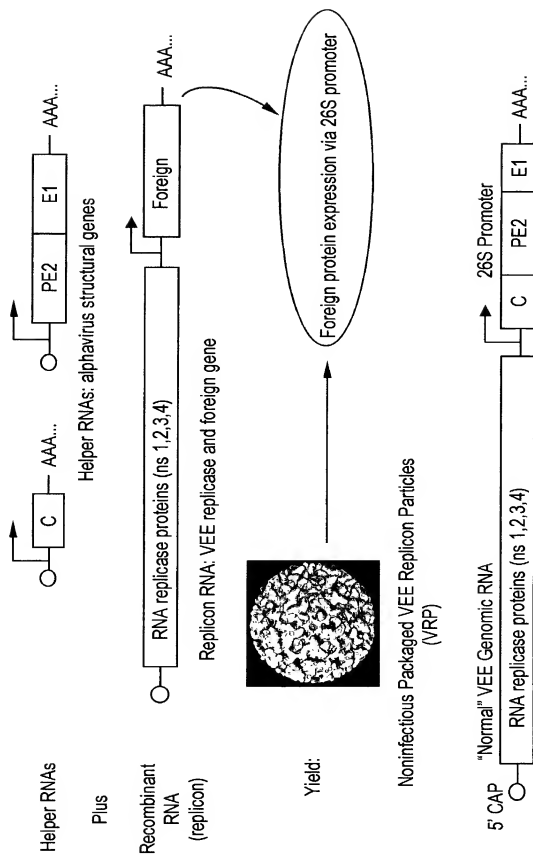 Helper RNAs
C
AAA...
PE2
E1
AAA...
Helper RNAs: alphavirus structural genes
Plus
Recombinant
RNA
(replicon)
RNA replicase proteins (ns 1,2,3,4)
Foreign
AAA...
Replicon RNA: VEE replicase and foreign gene
Yield:
Foreign protein expression via 26S promoter
Noninfectious Packaged VEE Replicon Particles
(VRP)
"Normal" VEE Genomic RNA
26S Promoter
5' CAP
RNA replicase proteins (ns 1,2,3,4)
C
PE2
E1
AAA...